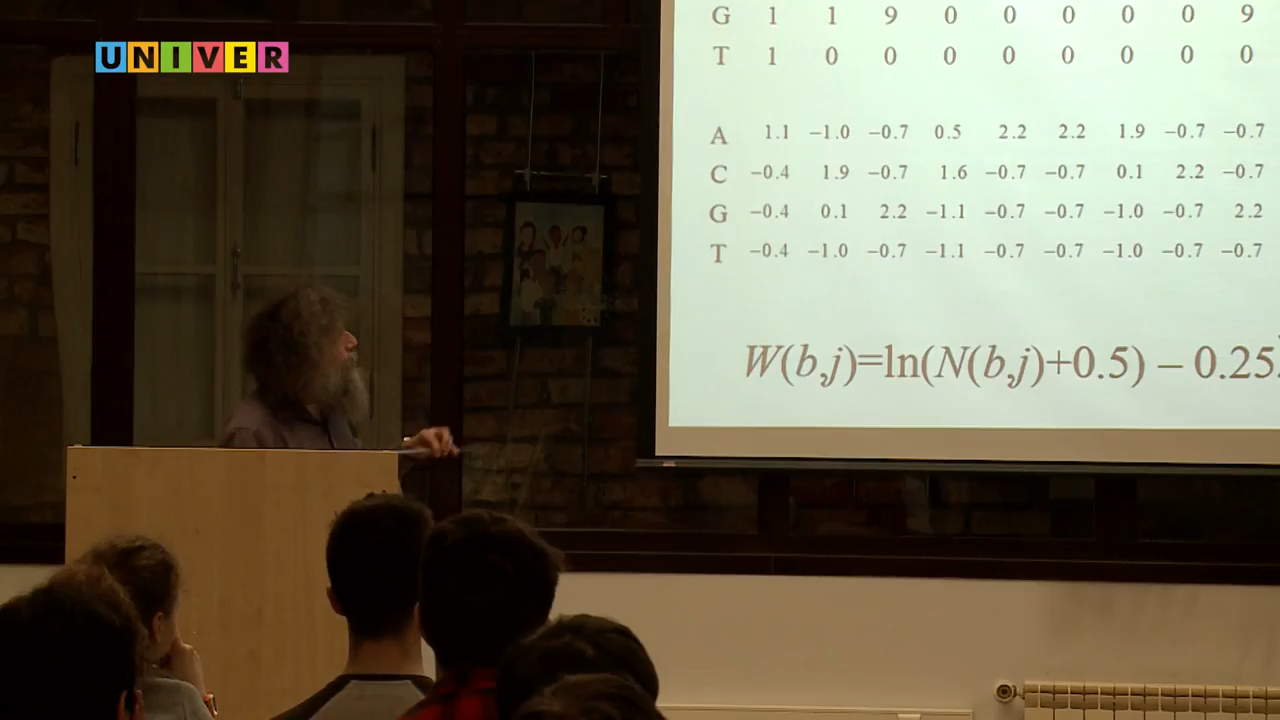 UNIVER
G 1 1 9 0 0 0 0 0 9
T 1 0 0 0 0 0 0 0 0
A 1.1 −1.0 −0.7 0.5 2.2 2.2 1.9 −0.7 −0.7
C −0.4 1.9 −0.7 1.6 −0.7 −0.7 0.1 2.2 −0.7
G −0.4 0.1 2.2 −1.1 −0.7 −0.7 −1.0 −0.7 2.2
T −0.4 −1.0 −0.7 −1.1 −0.7 −0.7 −1.0 −0.7 −0.7
W(b,j)=ln(N(b,j)+0.5) − 0.25